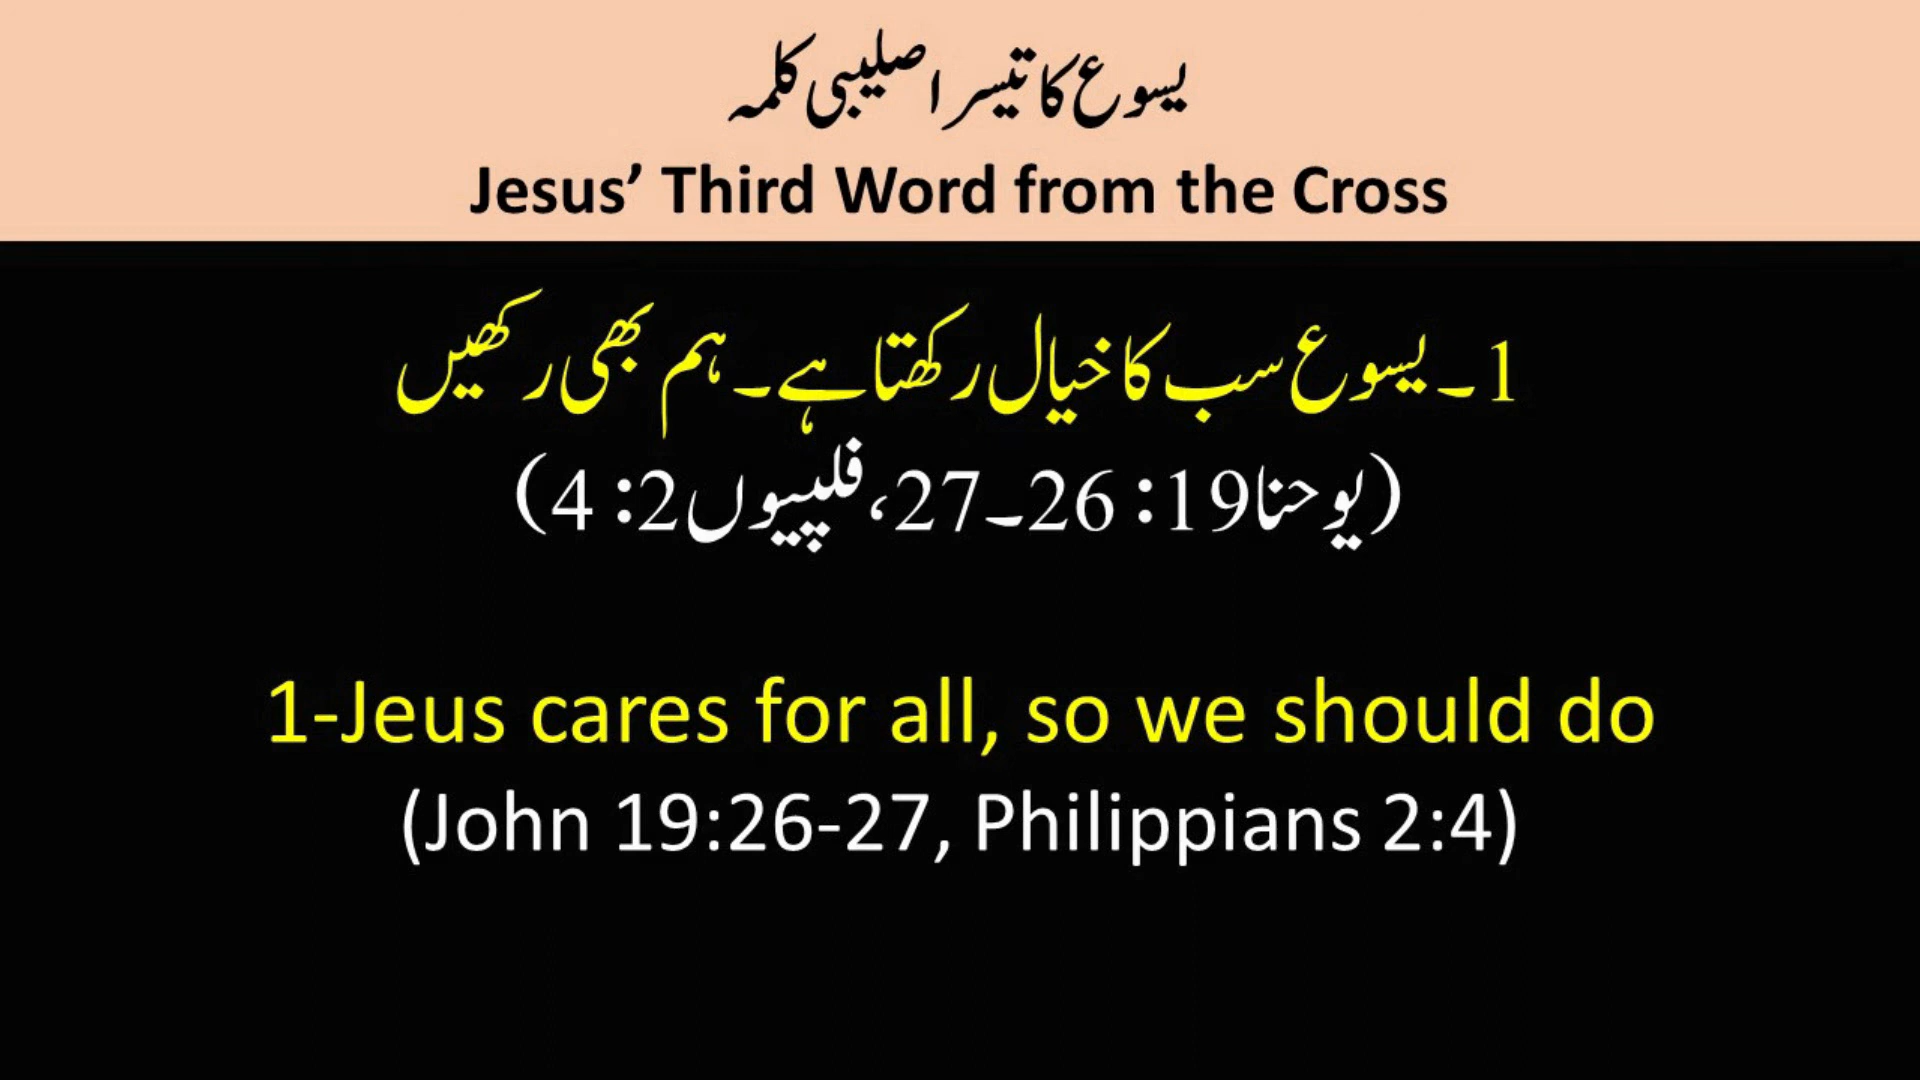 یسوع کا تیسرا صلیبی کلمہ
Jesus’ Third Word from the Cross
1۔ یسوع سب کا خیال رکھتا ہے۔ ہم بھی رکھیں
(یوحنا19: 26۔27، فلپیوں2: 4)
1-Jeus cares for all, so we should do
(John 19:26-27, Philippians 2:4)